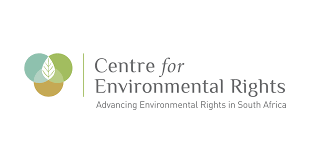 Centre for
Environmental Rights
Advancing Environmental Rights in South Africa